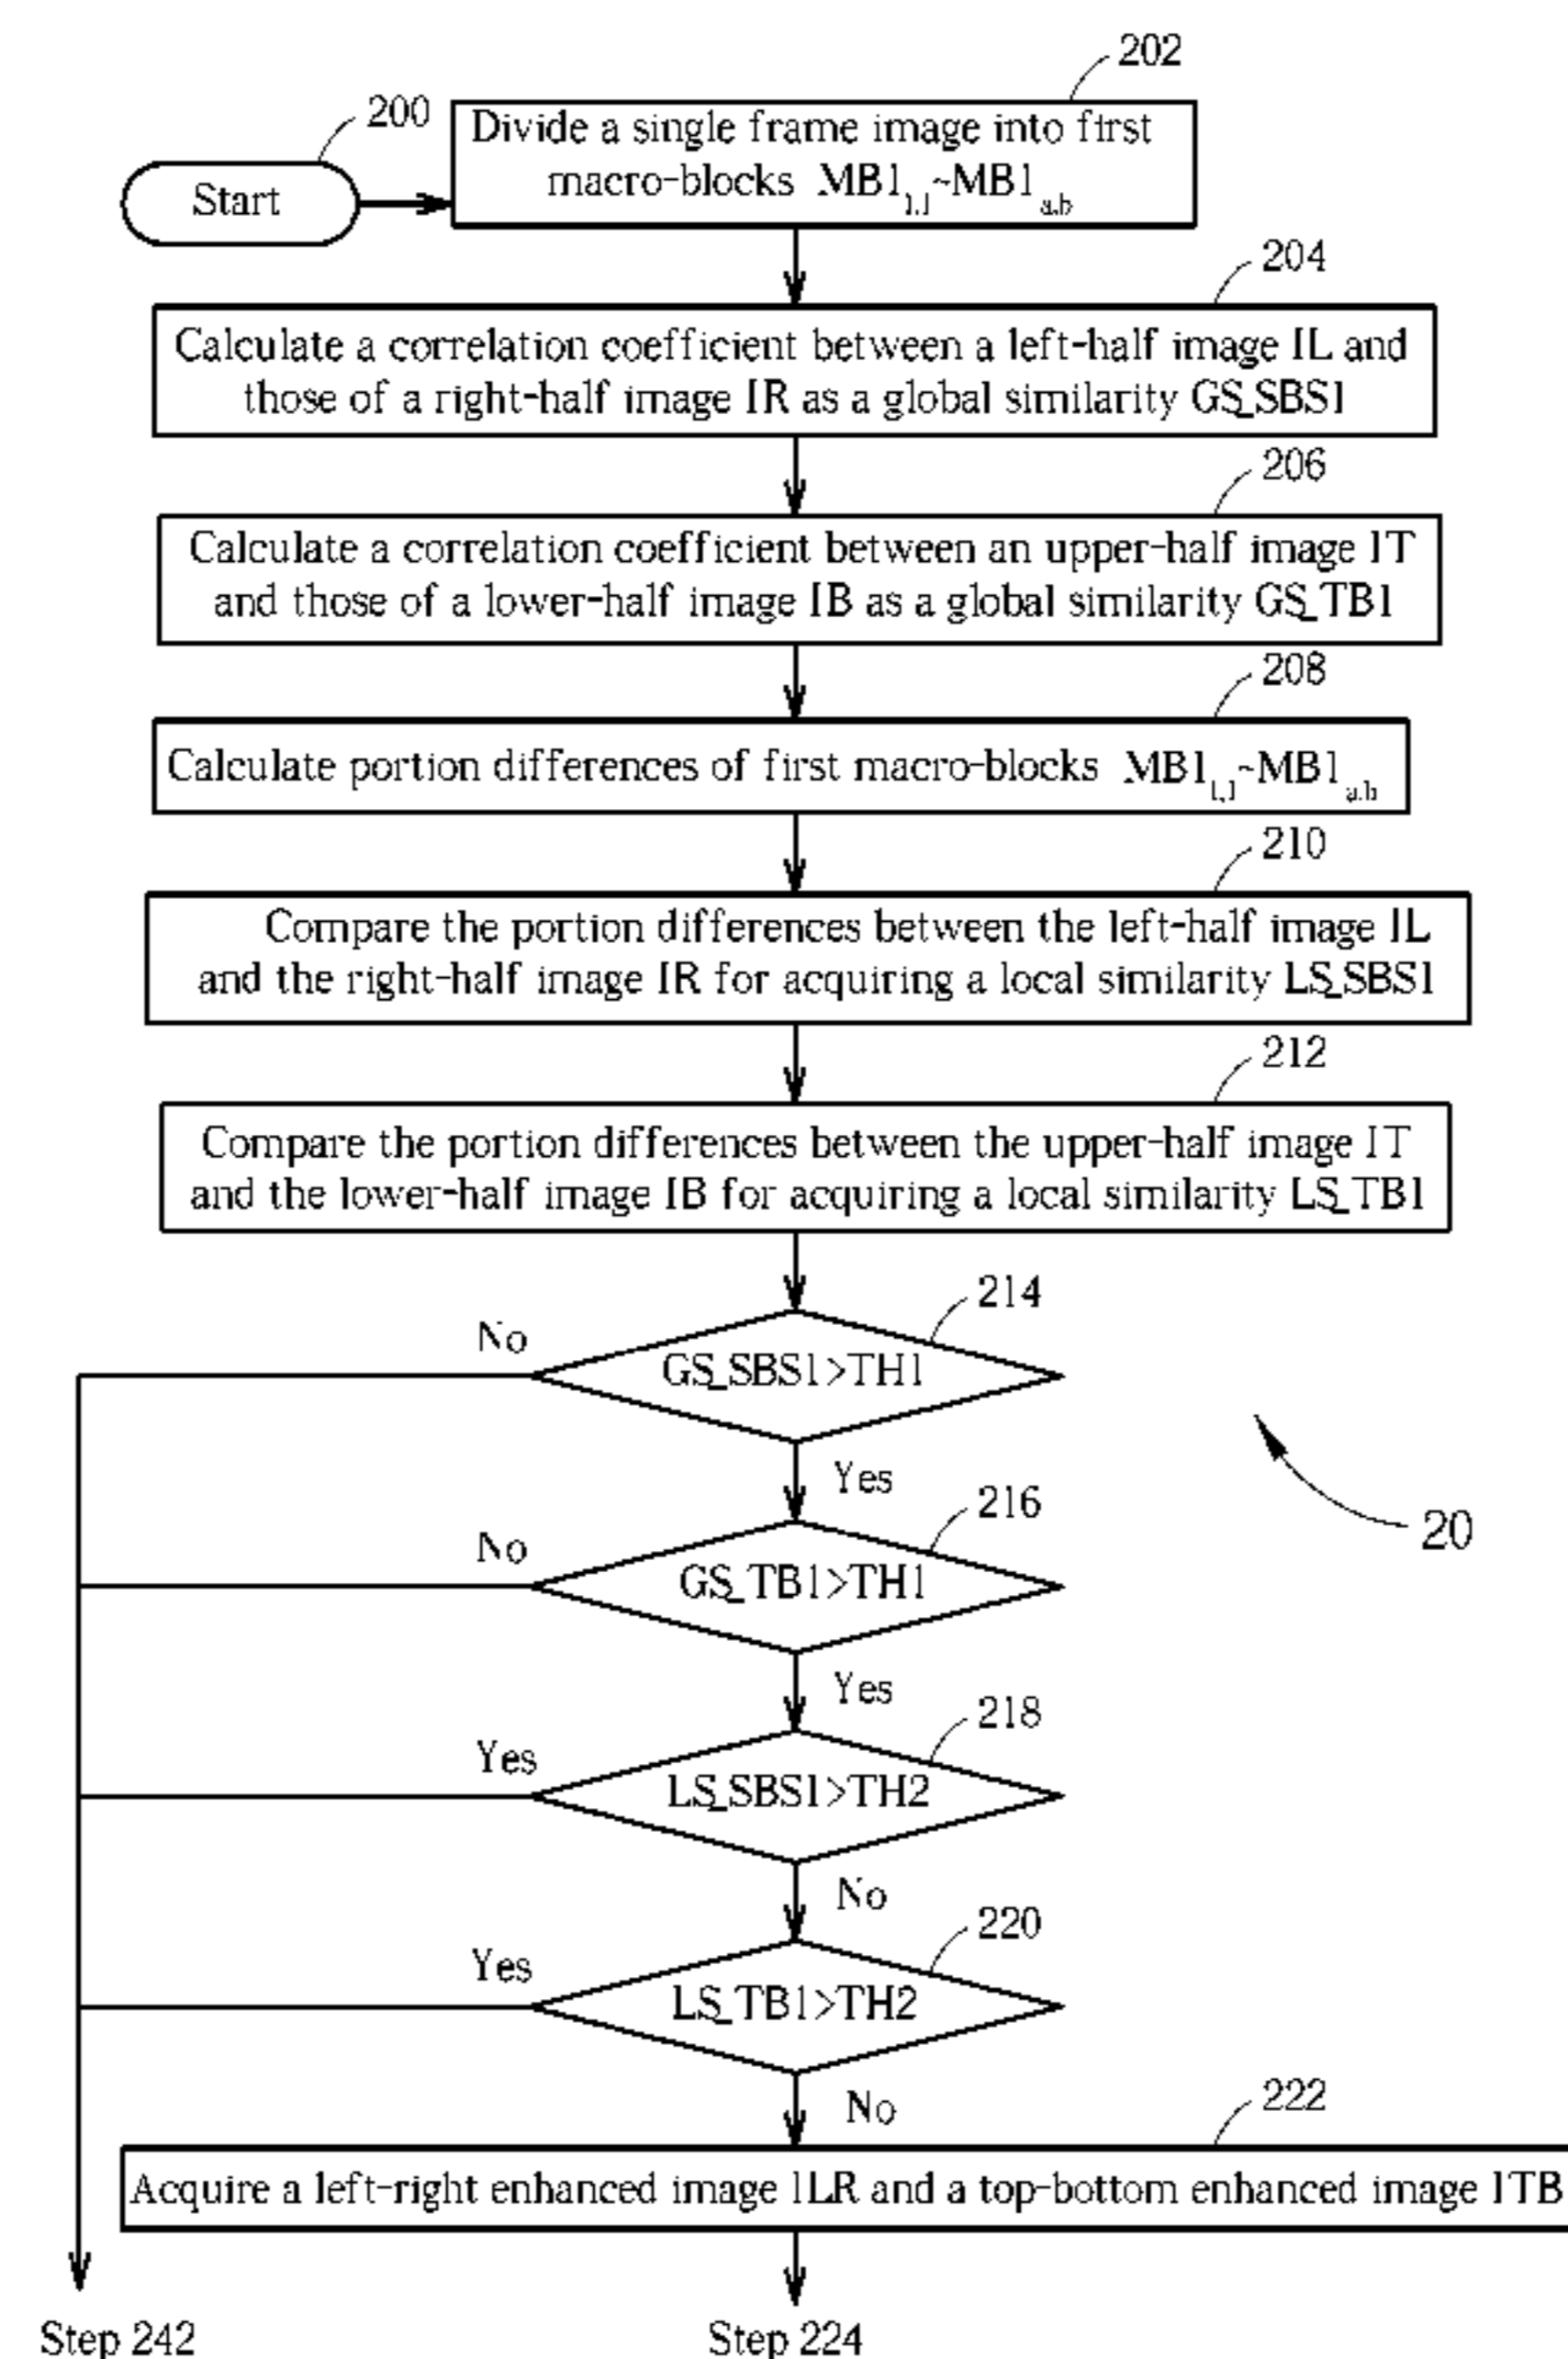 202
200
Divide a single frame image into first
macro-blocks MB1₁,₁~MB1ₐ.b
Start
204
Calculate a correlation coefficient between a left-half image IL and
those of a right-half image IR as a global similarity GS_SBS1
206
Calculate a correlation coefficient between an upper-half image IT
and those of a lower-half image IB as a global similarity GS_TB1
208
Calculate portion differences of first macro-blocks MB1₁,₁~MB1ₐ.b
210
Compare the portion differences between the left-half image IL
and the right-half image IR for acquiring a local similarity LS_SBS1
212
Compare the portion differences between the upper-half image IT
and the lower-half image IB for acquiring a local similarity LS_TB1
214
No
GS_SBS1>TH1
Yes
216
No
GS_TB1>TH1
20
Yes
218
Yes
LS_SBS1>TH2
No
220
Yes
LS_TB1>TH2
No
222
Acquire a left-right enhanced image ILR and a top-bottom enhanced image ITB
Step 242
Step 224